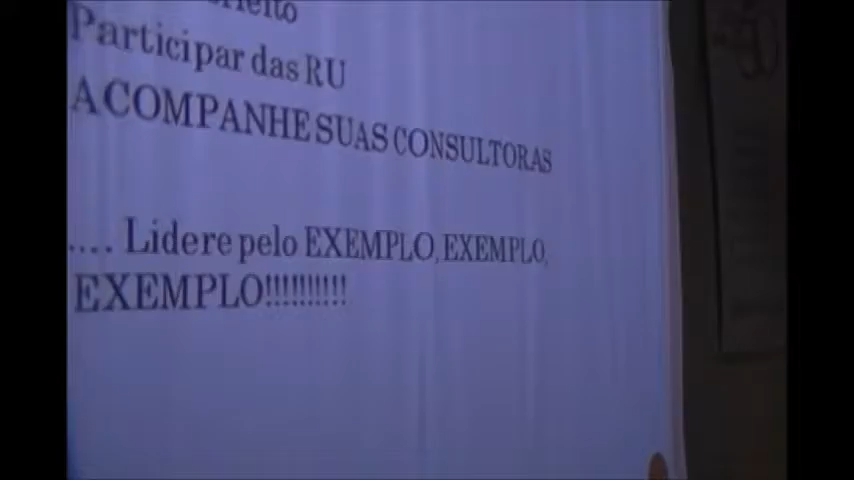 Participar das RU
ACOMPANHE SUAS CONSULTORAS
.... Lidere pelo EXEMPLO, EXEMPLO,
EXEMPLO!!!!!!!!!!